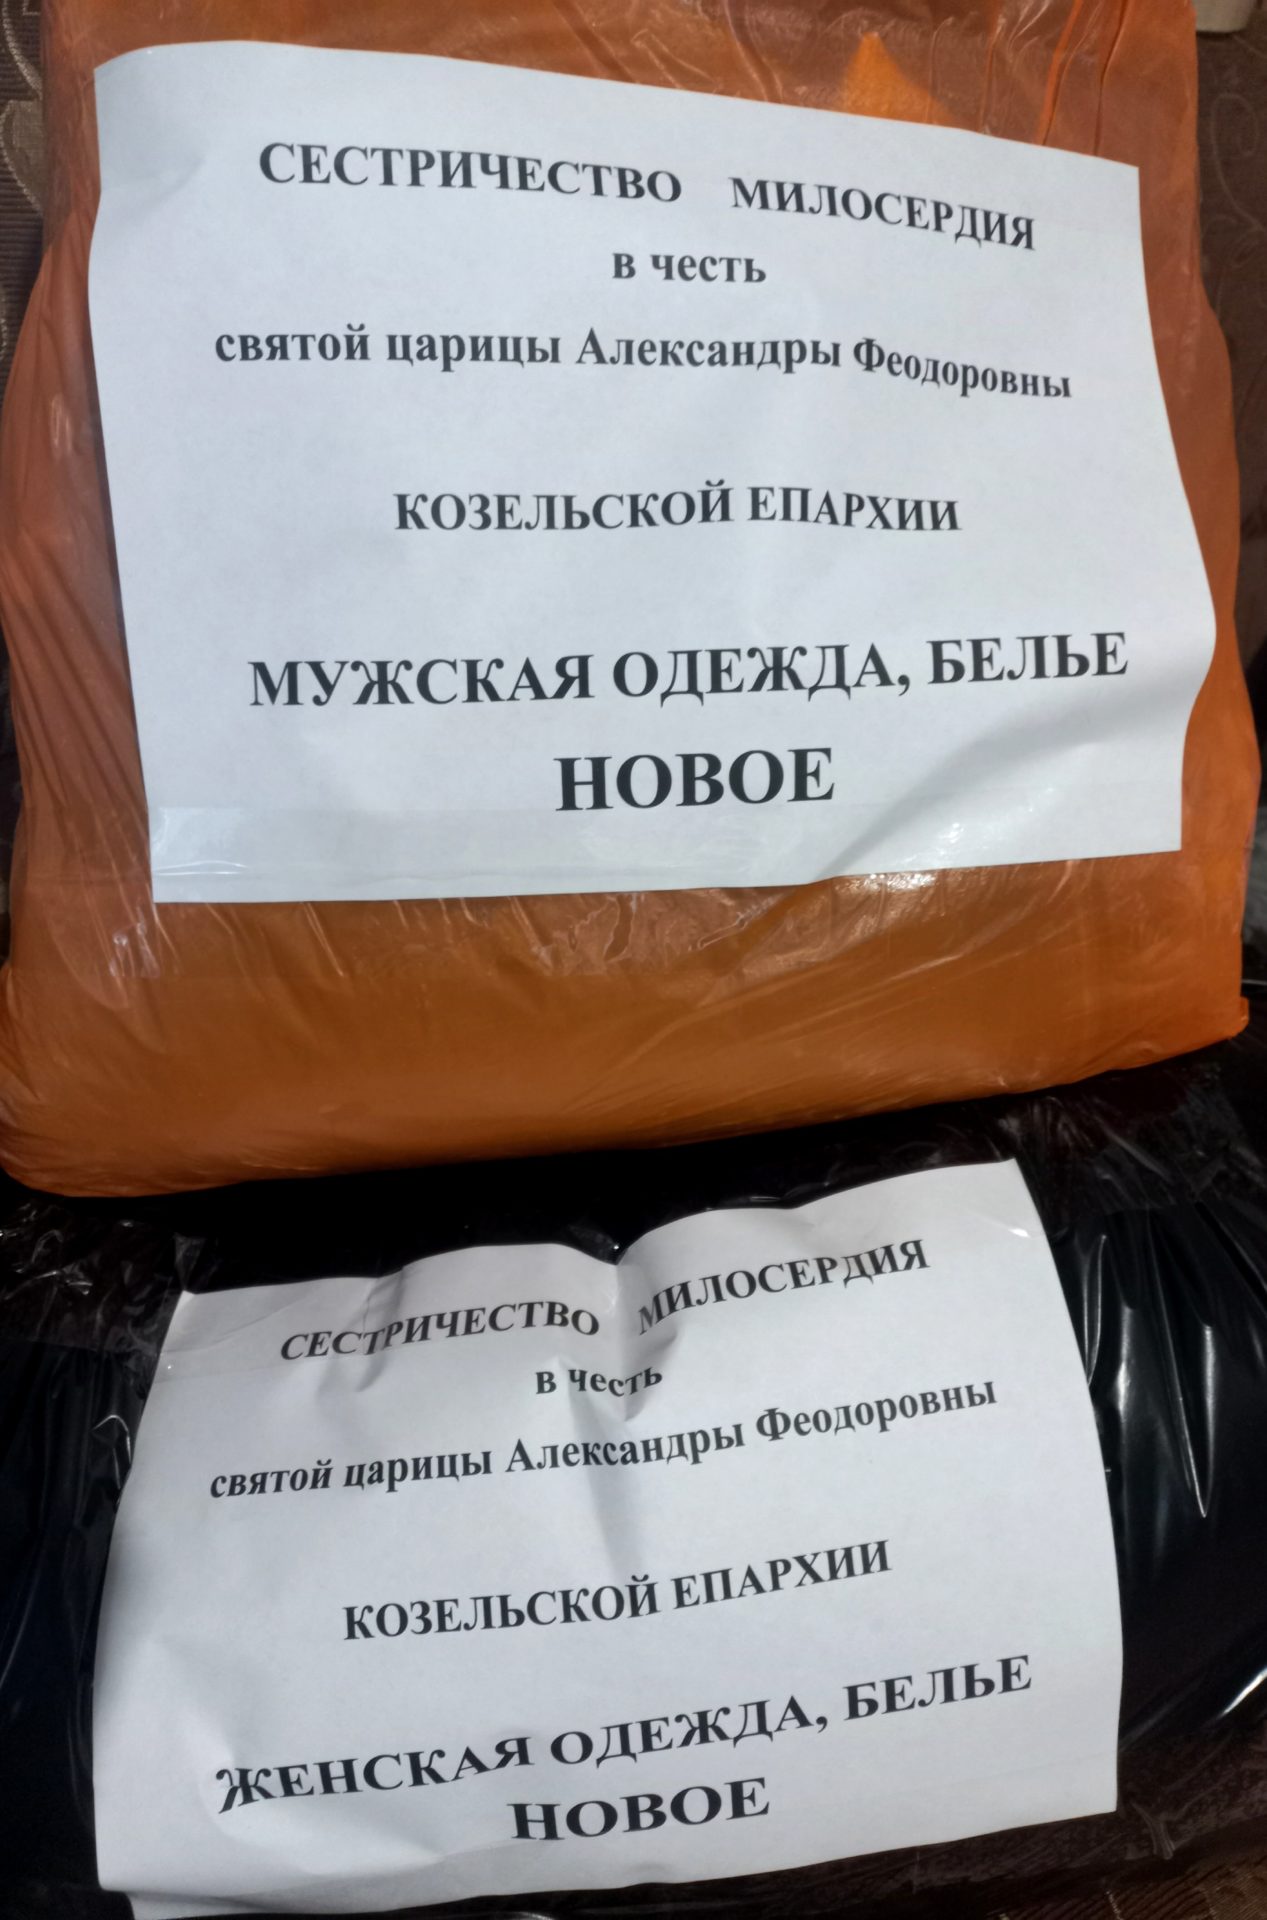 СЕСТРИЧЕСТВО МИЛОСЕРДИЯ
в честь
святой царицы Александры Феодоровны
КОЗЕЛЬСКОЙ ЕПАРХИИ
МУЖСКАЯ ОДЕЖДА, БЕЛЬЕ
НОВОЕ
СЕСТРИЧЕСТВО МИЛОСЕРДИЯ
в честь
святой царицы Александры Феодоровны
КОЗЕЛЬСКОЙ ЕПАРХИИ
ЖЕНСКАЯ ОДЕЖДА, БЕЛЬЕ
НОВОЕ